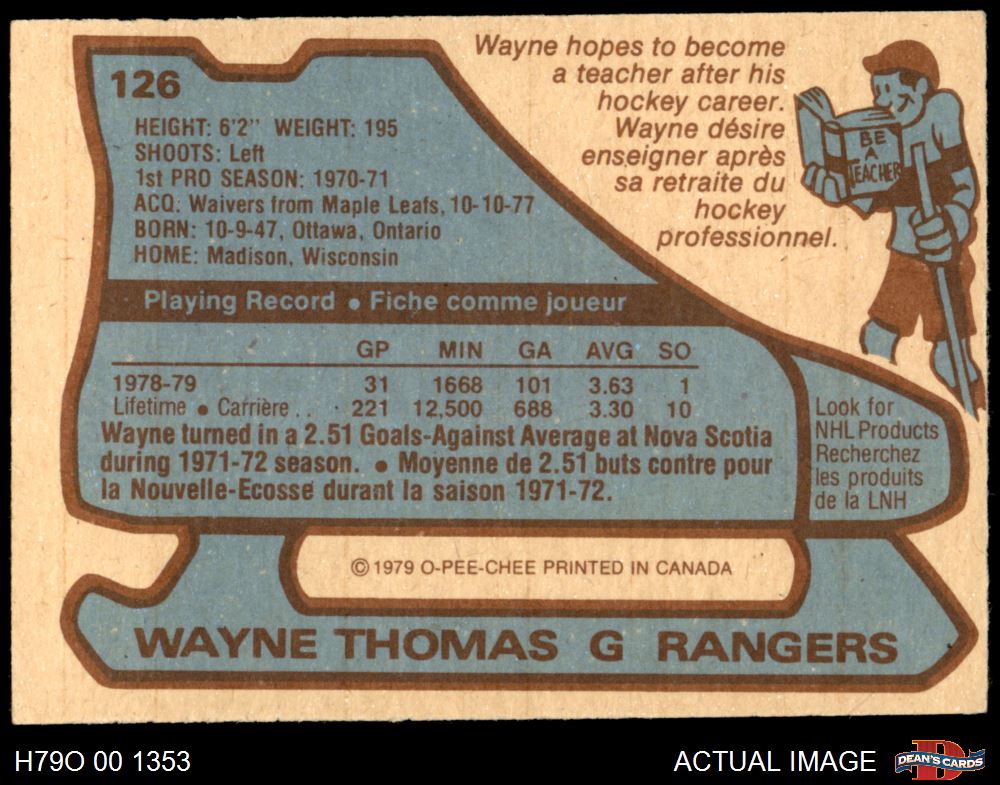 126
HEIGHT: 6'2" WEIGHT: 195
SHOOTS: Left
1st PRO SEASON: 1970-71
ACQ: Waivers from Maple Leafs, 10-10-77
BORN: 10-9-47, Ottawa, Ontario
HOME: Madison, Wisconsin
Wayne hopes to become
a teacher after his
hockey career.
Wayne désire
enseigner après
sa retraite du
hockey
professionnel.
BE
A
TEACHER
Playing Record • Fiche comme joueur
GP MIN GA AVG SO
1978-79 31 1668 101 3.63 1
Lifetime • Carrière . . 221 12,500 688 3.30 10
Wayne turned in a 2.51 Goals-Against Average at Nova Scotia
during 1971-72 season. • Moyenne de 2.51 buts contre pour
la Nouvelle-Ecosse durant la saison 1971-72.
Look for
NHL Products
Recherchez
les produits
de la LNH
© 1979 O-PEE-CHEE PRINTED IN CANADA
WAYNE THOMAS G RANGERS
H79O 00 1353
ACTUAL IMAGE
DEAN'S CARDS